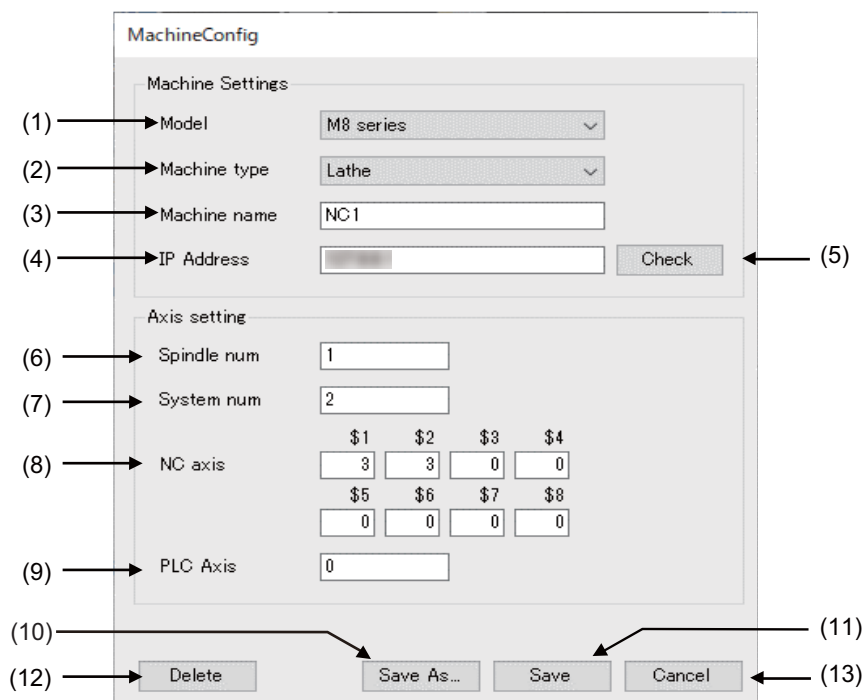 MachineConfig
Machine Settings
(1) Model M8 series
(2) Machine type Lathe
(3) Machine name NC1
(4) IP Address Check (5)
Axis setting
(6) Spindle num 1
(7) System num 2
$1 $2 $3 $4
(8) NC axis 3 3 0 0
$5 $6 $7 $8
0 0 0 0
(9) PLC Axis 0
(10) (11)
(12) Delete Save As... Save Cancel (13)